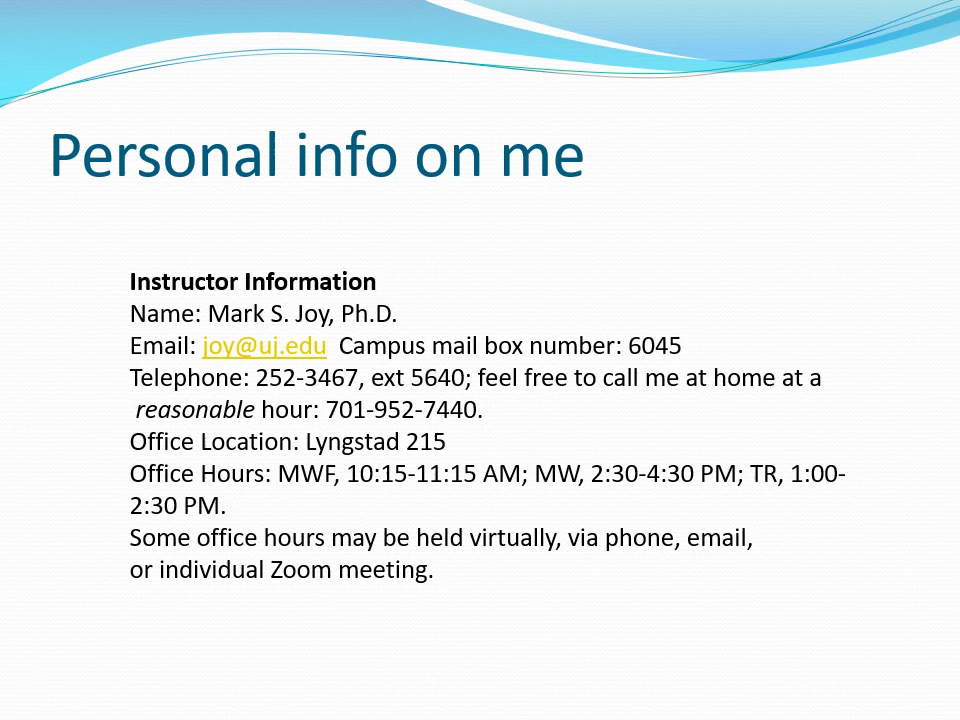 Personal info on me
Instructor Information
Name: Mark S. Joy, Ph.D.
Email: joy@uj.edu  Campus mail box number: 6045
Telephone: 252-3467, ext 5640; feel free to call me at home at a
reasonable hour: 701-952-7440.
Office Location: Lyngstad 215
Office Hours: MWF, 10:15-11:15 AM; MW, 2:30-4:30 PM; TR, 1:00-
2:30 PM.
Some office hours may be held virtually, via phone, email,
or individual Zoom meeting.